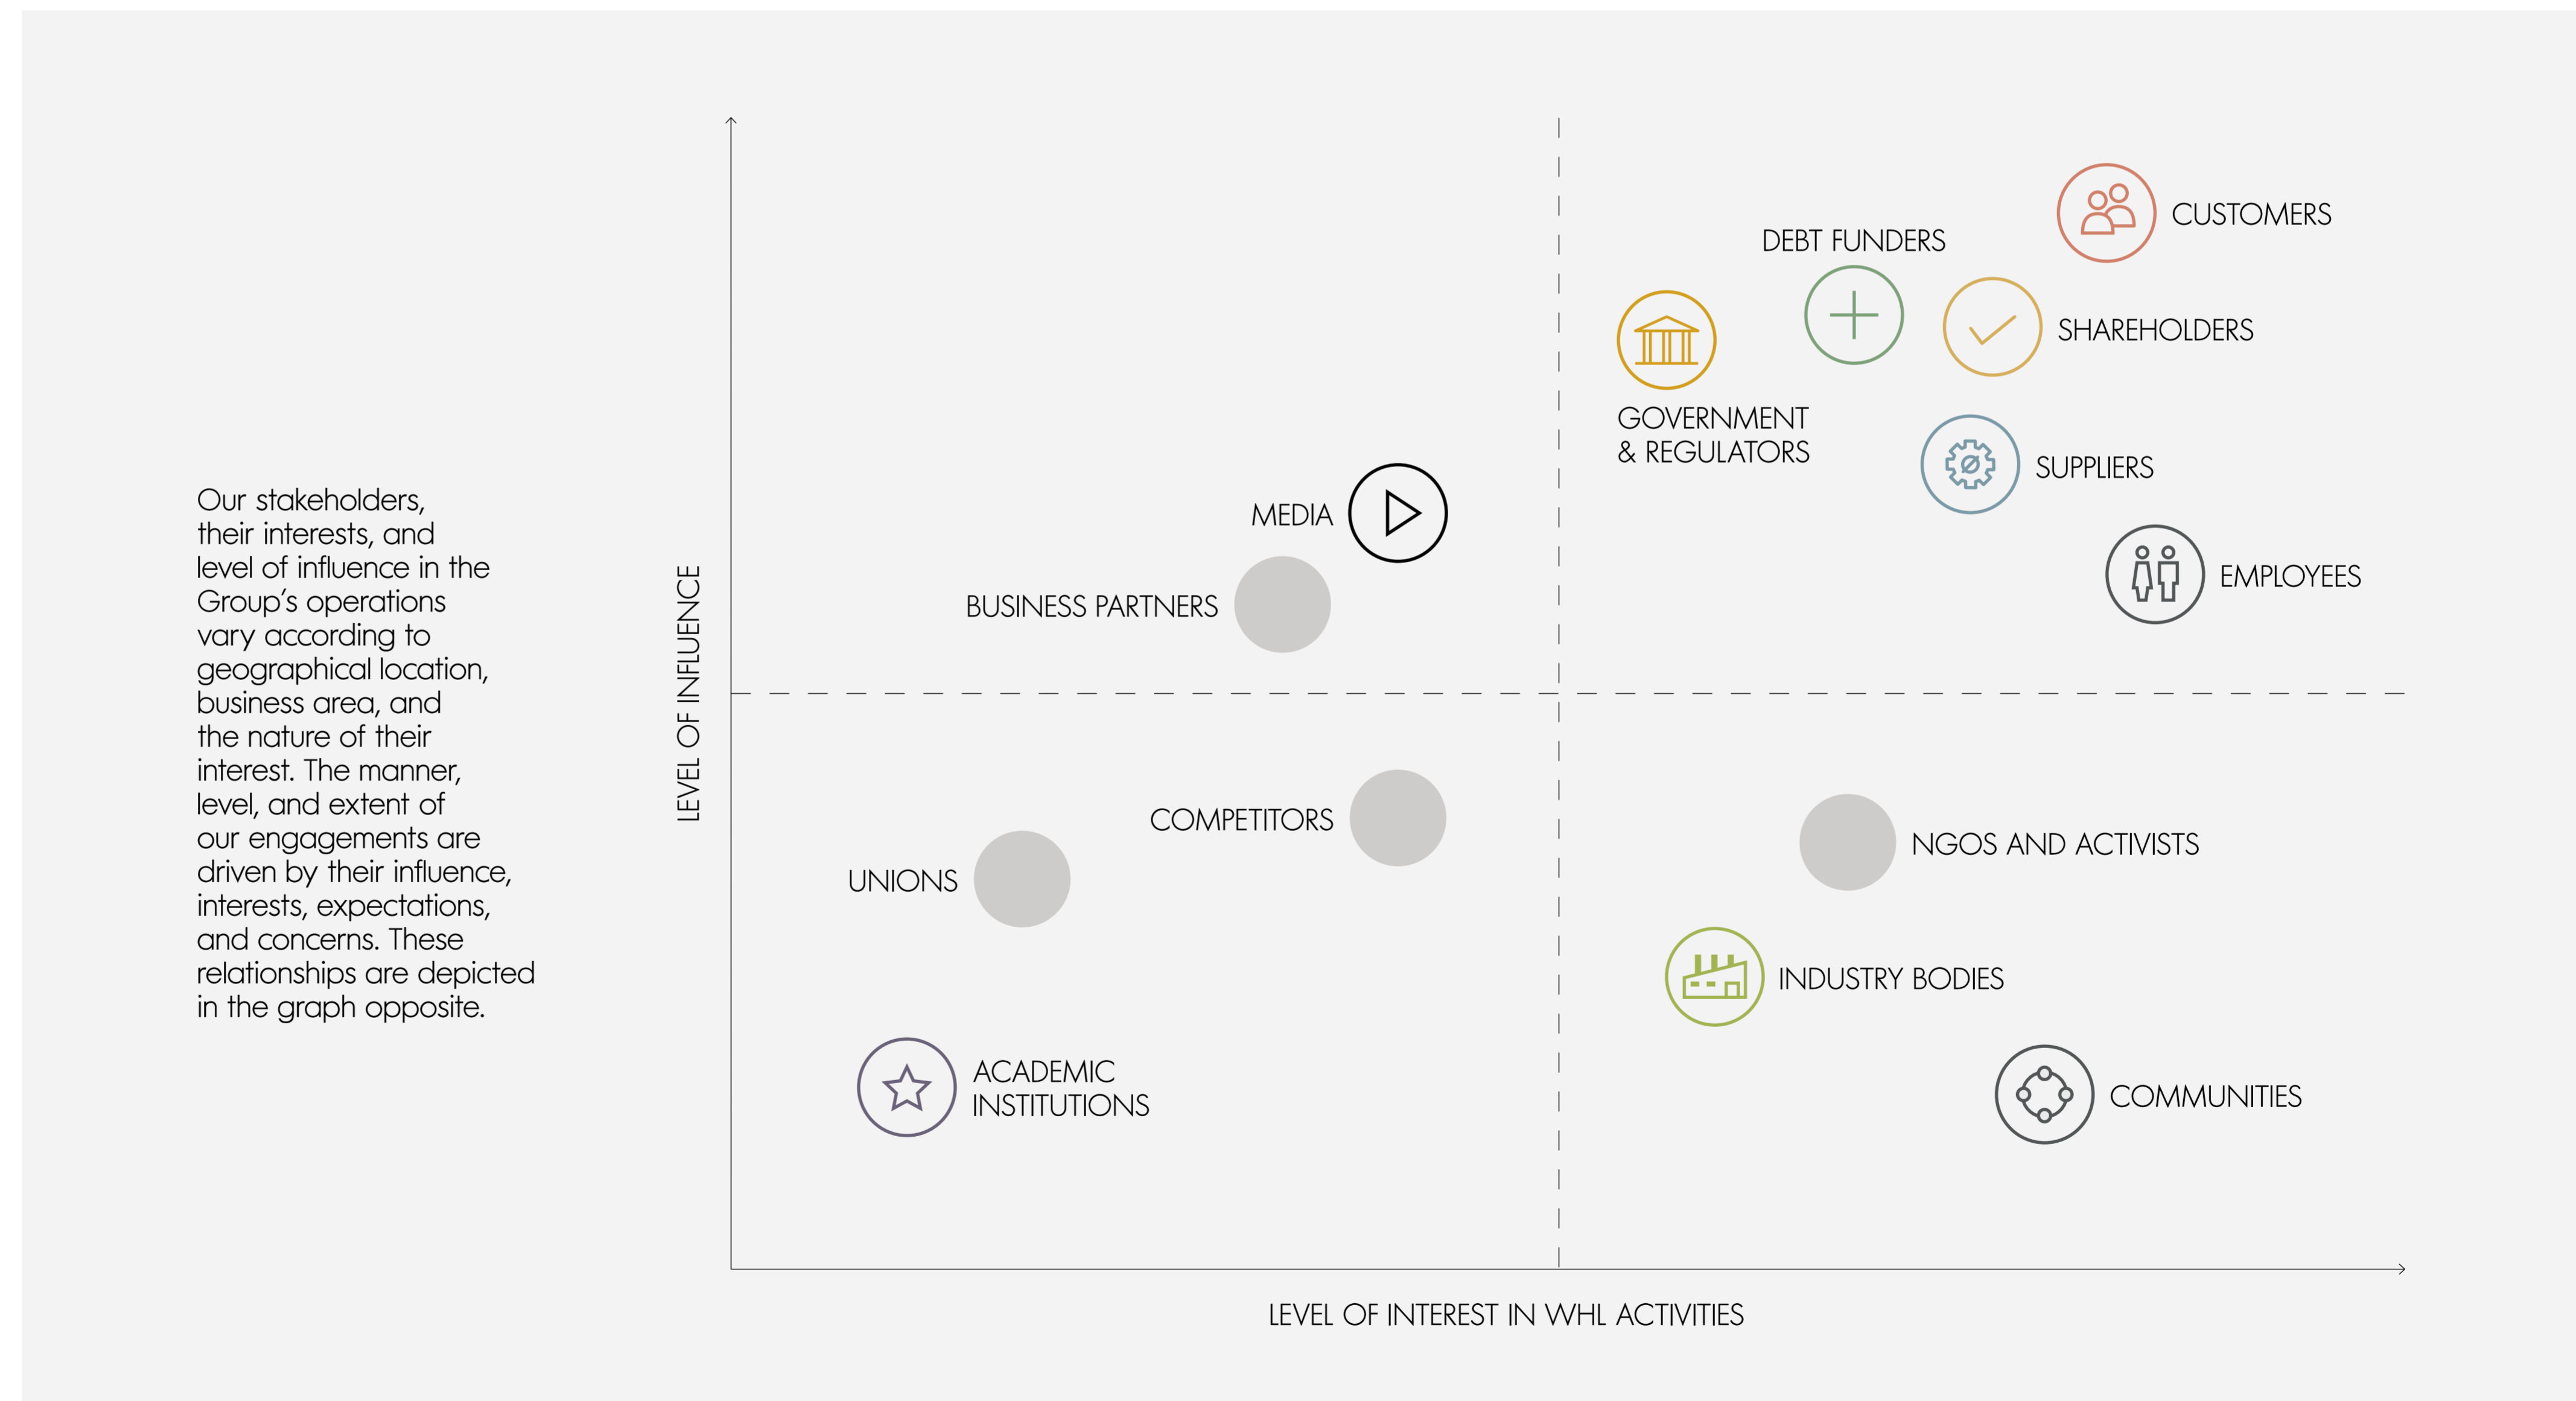 Our stakeholders,
their interests, and
level of influence in the
Group’s operations
vary according to
geographical location,
business area, and
the nature of their
interest. The manner,
level, and extent of
our engagements are
driven by their influence,
interests, expectations,
and concerns. These
relationships are depicted
in the graph opposite.
LEVEL OF INFLUENCE
CUSTOMERS
DEBT FUNDERS
SHAREHOLDERS
GOVERNMENT
& REGULATORS
SUPPLIERS
MEDIA
EMPLOYEES
BUSINESS PARTNERS
COMPETITORS
NGOS AND ACTIVISTS
UNIONS
INDUSTRY BODIES
ACADEMIC
INSTITUTIONS
COMMUNITIES
LEVEL OF INTEREST IN WHL ACTIVITIES